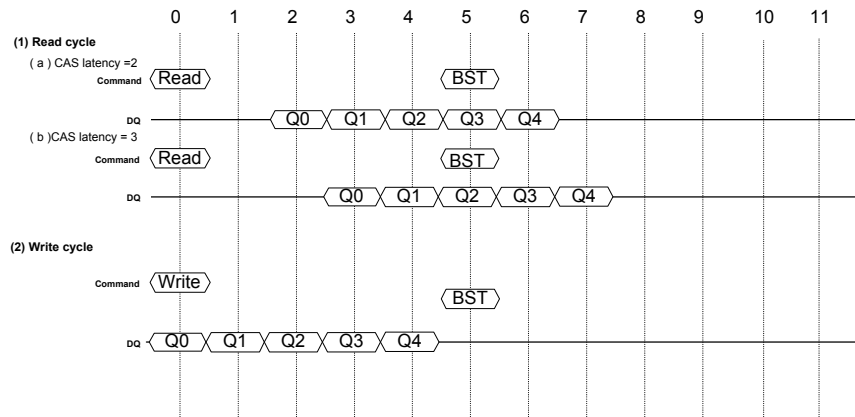 0 1 2 3 4 5 6 7 8 9 10 11
(1) Read cycle
( a ) CAS latency =2
Command Read BST
DQ Q0 Q1 Q2 Q3 Q4
( b )CAS latency = 3
Command Read BST
DQ Q0 Q1 Q2 Q3 Q4
(2) Write cycle
Command Write BST
DQ Q0 Q1 Q2 Q3 Q4